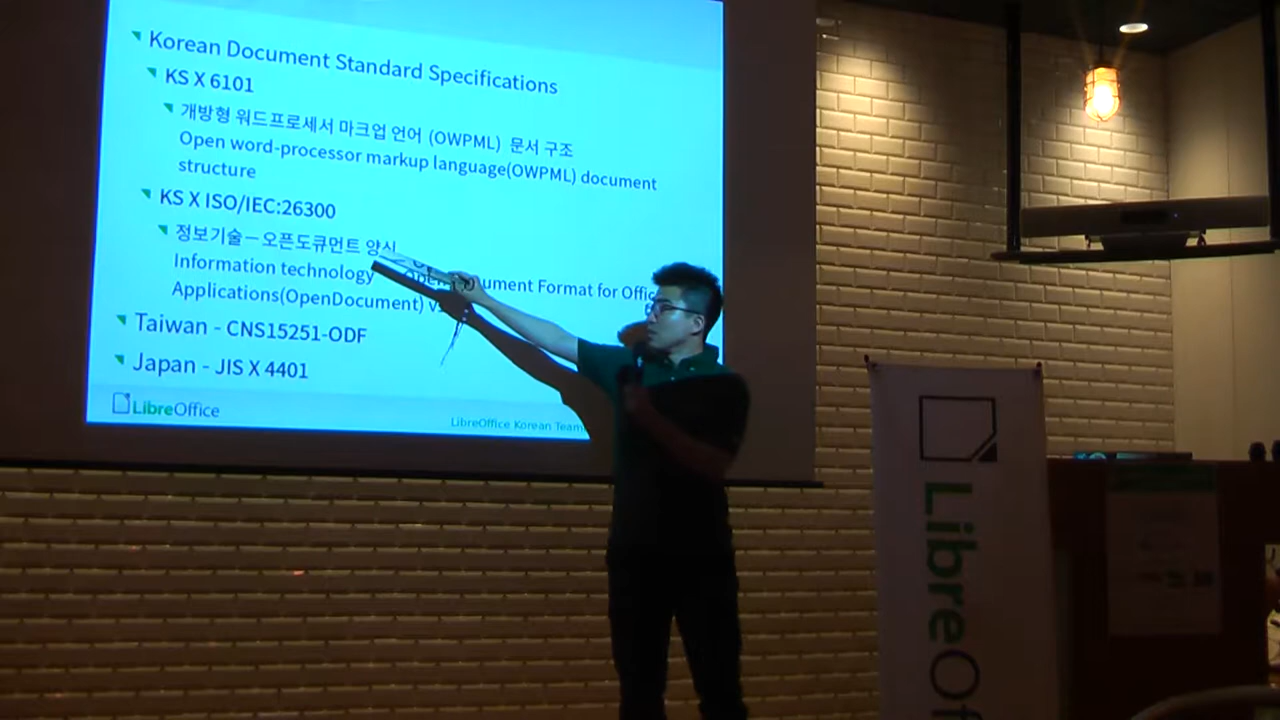 Korean Document Standard Specifications
KS X 6101
개방형 워드프로세서 마크업 언어 (OWPML) 문서 구조
Open word-processor markup language(OWPML) document
structure
KS X ISO/IEC:26300
정보기술－오픈도큐먼트 양식
Information technology Document Format for Offic
Applications(OpenDocument)
Taiwan - CNS15251-ODF
Japan - JIS X 4401
LibreOffice
LibreOffice Korean Team
LibreO